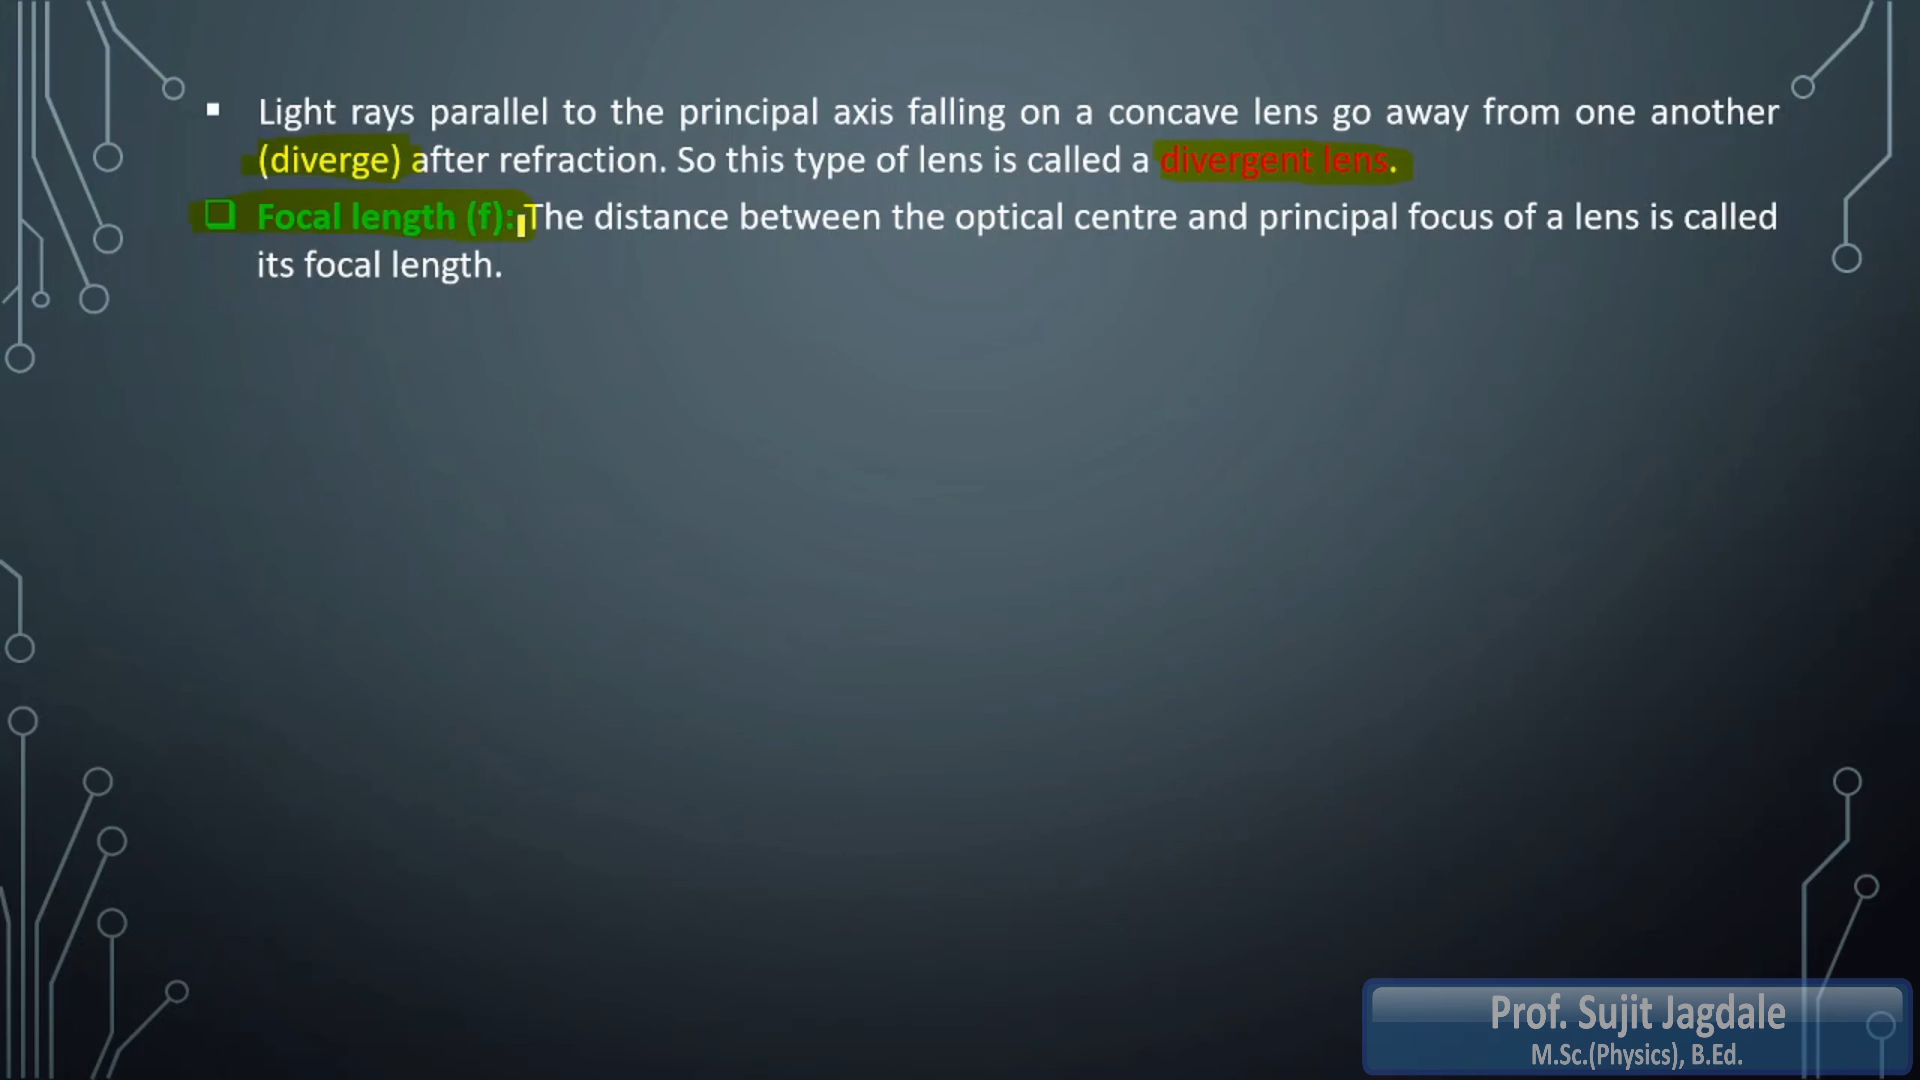 ▪ Light rays parallel to the principal axis falling on a concave lens go away from one another
(diverge) after refraction. So this type of lens is called a divergent lens.
❑ Focal length (f): The distance between the optical centre and principal focus of a lens is called
its focal length.
Prof. Sujit Jagdale
M.Sc.(Physics), B.Ed.